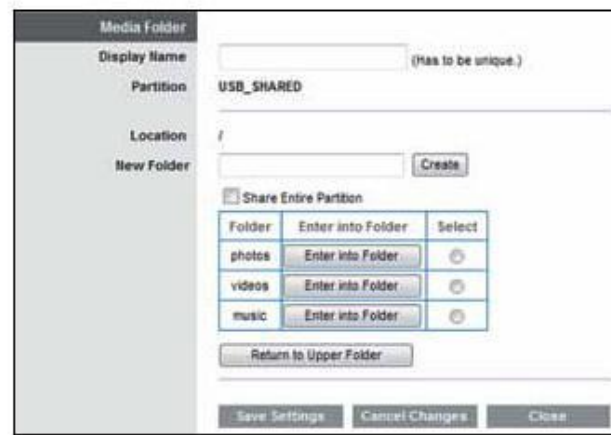 Media Folder
Display Name (Has to be unique.)
Partition USB_SHARED
Location /
New Folder Create
Share Entire Partition
Folder Enter into Folder Select
photos Enter into Folder
videos Enter into Folder
music Enter into Folder
Return to Upper Folder
Save Settings Cancel Changes Close